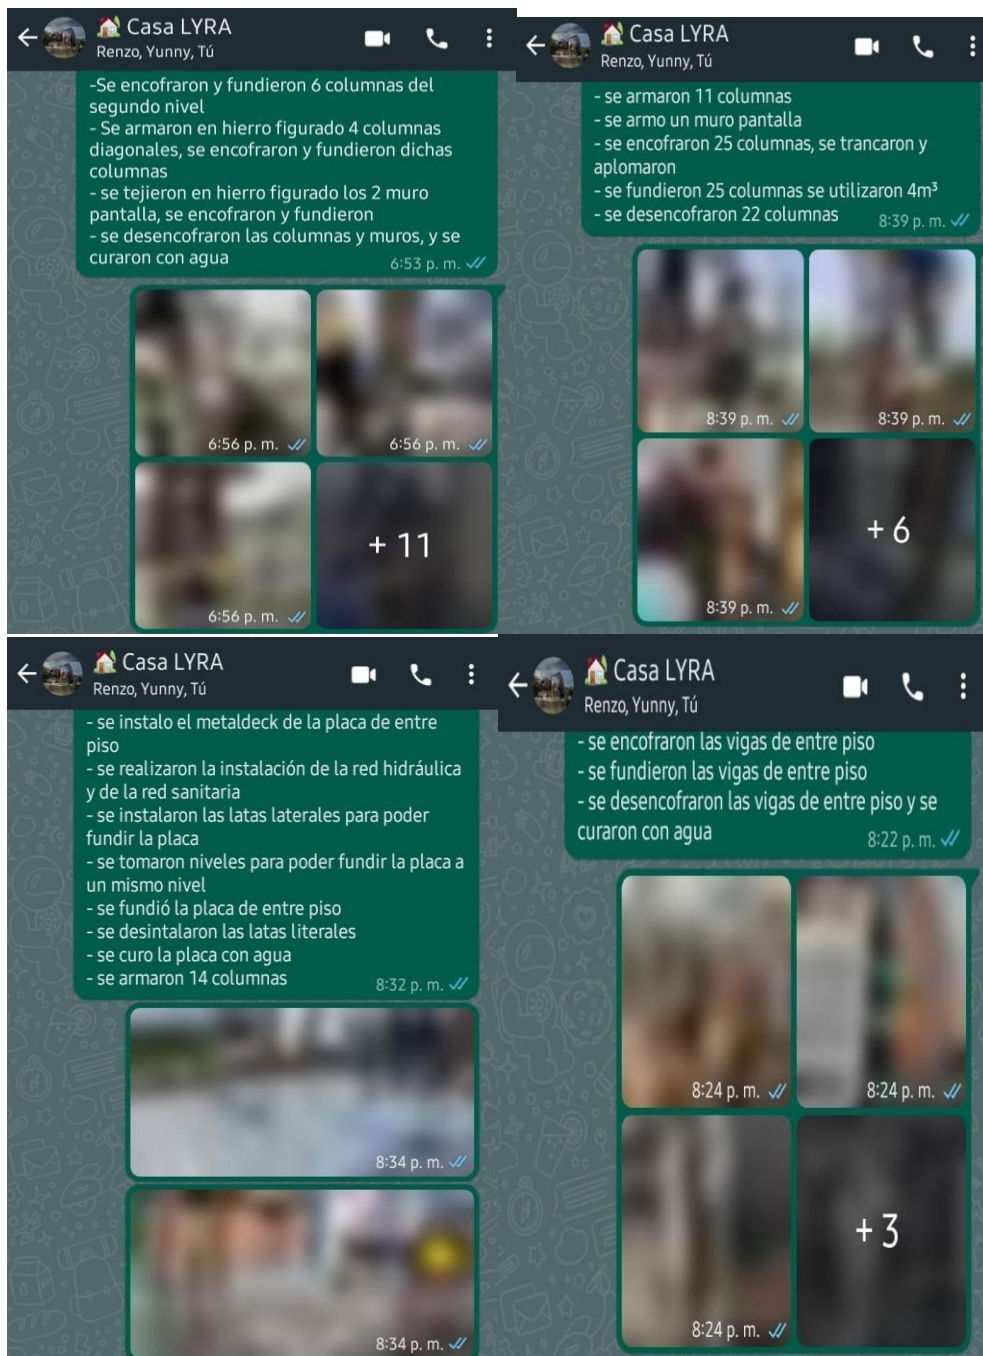 Casa LYRA
Renzo, Yunny, Tú
-Se encofraron y fundieron 6 columnas del
segundo nivel
- Se armaron en hierro figurado 4 columnas
diagonales, se encofraron y fundieron dichas
columnas
- se tejieron en hierro figurado los 2 muro
pantalla, se encofraron y fundieron
- se desencofraron las columnas y muros, y se
curaron con agua
6:53 p. m.
6:56 p. m.
6:56 p. m.
6:56 p. m.
+ 11
Casa LYRA
Renzo, Yunny, Tú
- se armaron 11 columnas
- se armo un muro pantalla
- se encofraron 25 columnas, se trancaron y
aplomaron
- se fundieron 25 columnas se utilizaron 4m³
- se desencofraron 22 columnas
8:39 p. m.
8:39 p. m.
8:39 p. m.
8:39 p. m.
+ 6
Casa LYRA
Renzo, Yunny, Tú
- se instalo el metaldeck de la placa de entre
piso
- se realizaron la instalación de la red hidráulica
y de la red sanitaria
- se instalaron las latas laterales para poder
fundir la placa
- se tomaron niveles para poder fundir la placa a
un mismo nivel
- se fundió la placa de entre piso
- se desintalaron las latas literales
- se curo la placa con agua
- se armaron 14 columnas
8:32 p. m.
8:34 p. m.
8:34 p. m.
Casa LYRA
Renzo, Yunny, Tú
- se encofraron las vigas de entre piso
- se fundieron las vigas de entre piso
- se desencofraron las vigas de entre piso y se
curaron con agua
8:22 p. m.
8:24 p. m.
8:24 p. m.
8:24 p. m.
+ 3